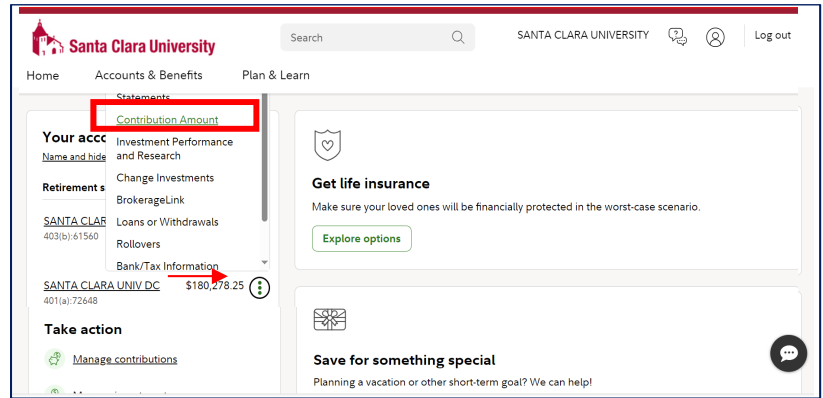 Santa Clara University
Search
SANTA CLARA UNIVERSITY
Log out
Home
Accounts & Benefits
Plan & Learn
Statements
Contribution Amount
Your acco
Name and hide
Investment Performance
and Research
Change Investments
Retirement s
BrokerageLink
SANTA CLAR
403(b):61560
Loans or Withdrawals
Rollovers
Bank/Tax Information
SANTA CLARA UNIV DC $180,278.25
401(a):72648
Take action
Manage contributions
Get life insurance
Make sure your loved ones will be financially protected in the worst-case scenario.
Explore options
Save for something special
Planning a vacation or other short-term goal? We can help!